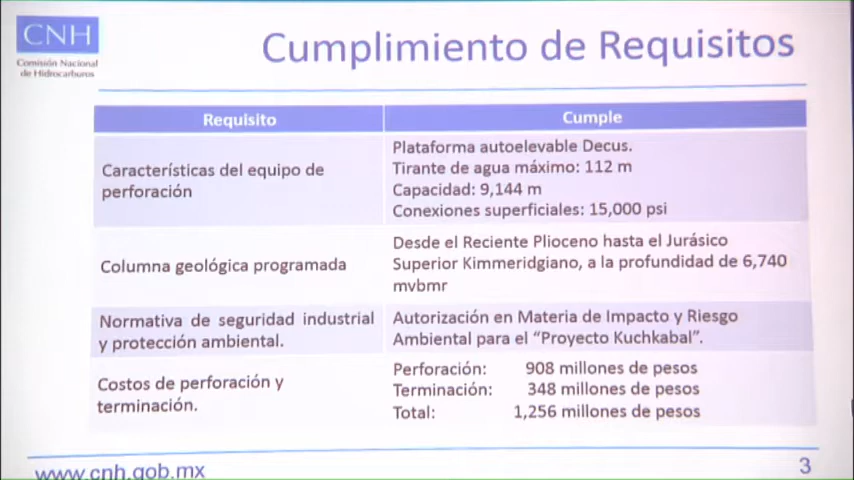 CNH
Comisión Nacional
de Hidrocarburos
Cumplimiento de Requisitos
Requisito
Cumple
Características del equipo de
perforación
Plataforma autoelevable Decus.
Tirante de agua máximo: 112 m
Capacidad: 9,144 m
Conexiones superficiales: 15,000 psi
Columna geológica programada
Desde el Reciente Plioceno hasta el Jurásico
Superior Kimmeridgiano, a la profundidad de 6,740
mvbmr
Normativa de seguridad industrial
y protección ambiental.
Autorización en Materia de Impacto y Riesgo
Ambiental para el “Proyecto Kuchkabal”.
Costos de perforación y
terminación.
Perforación: 908 millones de pesos
Terminación: 348 millones de pesos
Total: 1,256 millones de pesos
www.cnh.gob.mx
3